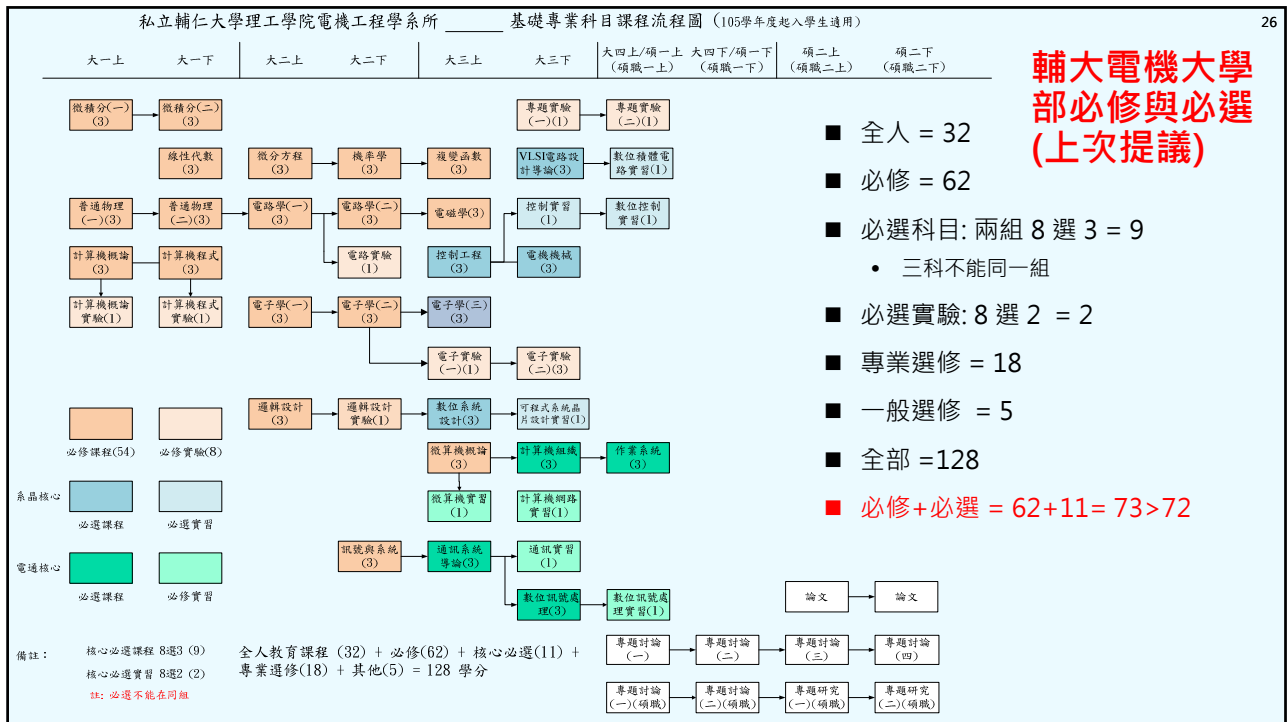 私立輔仁大學理工學院電機工程學系所 ______ 基礎專業科目課程流程圖 (105學年度起入學生適用)
26
大一上
大一下
大二上
大二下
大三上
大三下
大四上/碩一上
(碩職一上)
大四下/碩一下
(碩職一下)
碩二上
(碩職二上)
碩二下
(碩職二下)
輔大電機大學
部必修與必選
(上次提議)
微積分(一)
(3)
微積分(二)
(3)
專題實驗
(一)(1)
專題實驗
(二)(1)
線性代數
(3)
微分方程
(3)
機率學
(3)
複變函數
(3)
VLSI電路設
計導論(3)
數位積體電
路實習(1)
普通物理
(一)(3)
普通物理
(二)(3)
電路學(一)
(3)
電路學(二)
(3)
電磁學(3)
控制實習
(1)
數位控制
實習(1)
計算機概論
(3)
計算機程式
(3)
電路實驗
(1)
控制工程
(3)
電機機械
(3)
計算機概論
實驗(1)
計算機程式
實驗(1)
電子學(一)
(3)
電子學(二)
(3)
電子學(三)
(3)
電子實驗
(一)(1)
電子實驗
(二)(3)
邏輯設計
(3)
邏輯設計
實驗(1)
數位系統
設計(3)
可程式系統晶
片設計實習(1)
微算機概論
(3)
計算機組織
(3)
作業系統
(3)
微算機實習
(1)
計算機網路
實習(1)
訊號與系統
(3)
通訊系統
導論(3)
通訊實習
(1)
數位訊號處
理(3)
數位訊號處
理實習(1)
論文
論文
專題討論
(一)
專題討論
(二)
專題討論
(三)
專題討論
(四)
專題討論
(一)(碩職)
專題討論
(二)(碩職)
專題研究
(一)(碩職)
專題研究
(二)(碩職)
必修課程(54)
必修實驗(8)
系晶核心
必選課程
必選實習
電通核心
必選課程
必修實習
備註：
核心必選課程 8選3 (9)
核心必選實習 8選2 (2)
註: 必選不能在同組
全人教育課程 (32) + 必修(62) + 核心必選(11) +
專業選修(18) + 其他(5) = 128 學分
■ 全人 = 32
■ 必修 = 62
■ 必選科目: 兩組 8 選 3 = 9
• 三科不能同一組
■ 必選實驗: 8 選 2 = 2
■ 專業選修 = 18
■ 一般選修 = 5
■ 全部 =128
■ 必修+必選 = 62+11= 73>72